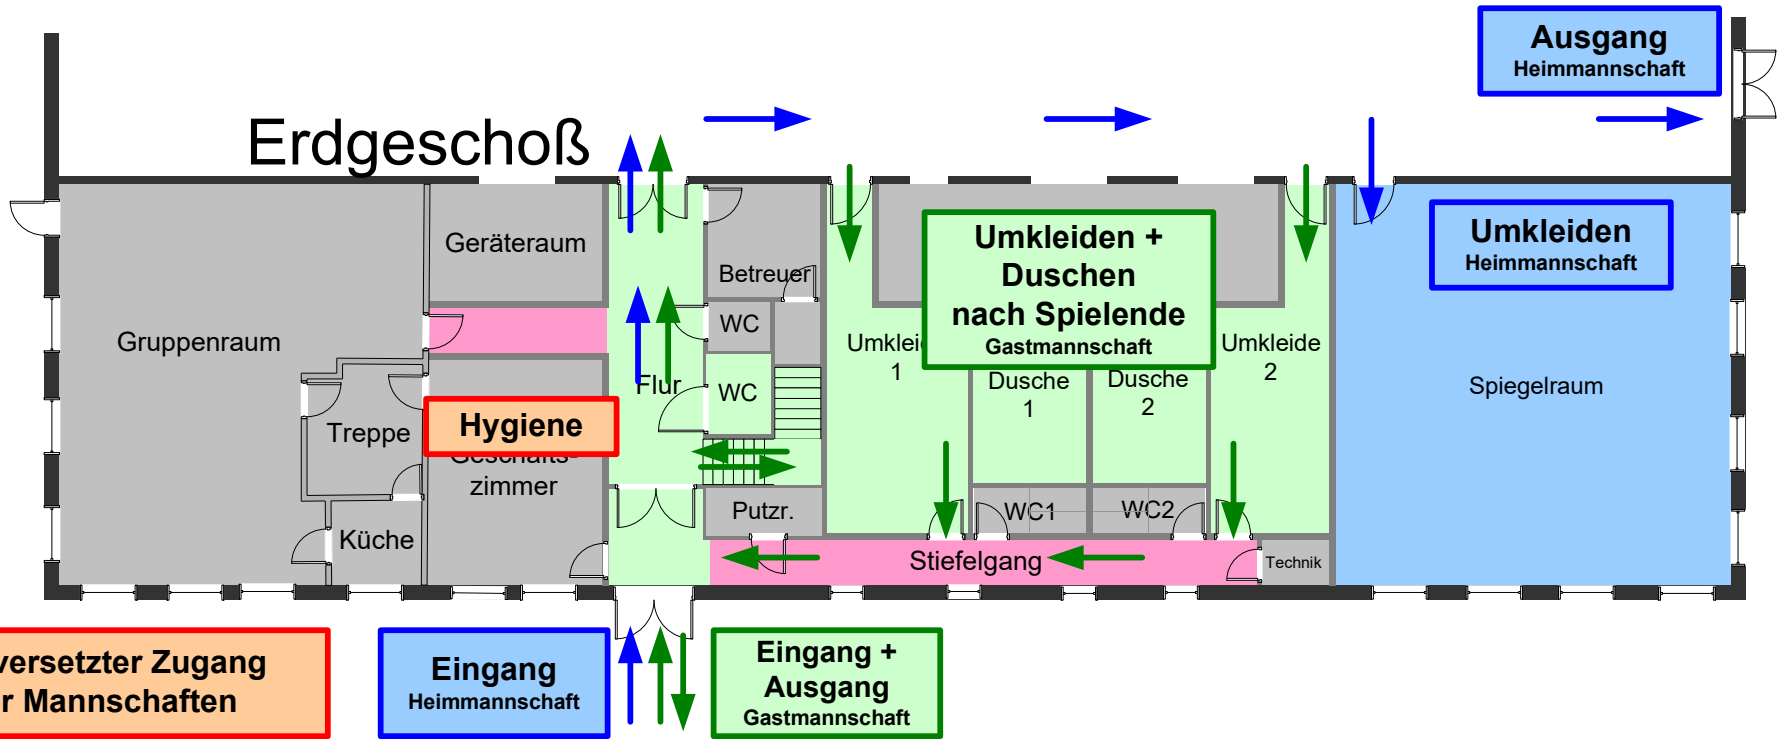 Ausgang
Heimmannschaft
Erdgeschoß
Umkleiden +
Duschen
nach Spielende
Gastmannschaft
Umkleiden
Heimmannschaft
Geräteraum
Betreuer
Gruppenraum
WC
Umkleide
1
Umkleide
2
Dusche
1
Dusche
2
Spiegelraum
Flur
WC
Treppe
Hygiene
Geschäfts-
zimmer
Putzr.
WC1
WC2
Küche
Stiefelgang
Technik
versetzter Zugang
r Mannschaften
Eingang
Heimmannschaft
Eingang +
Ausgang
Gastmannschaft